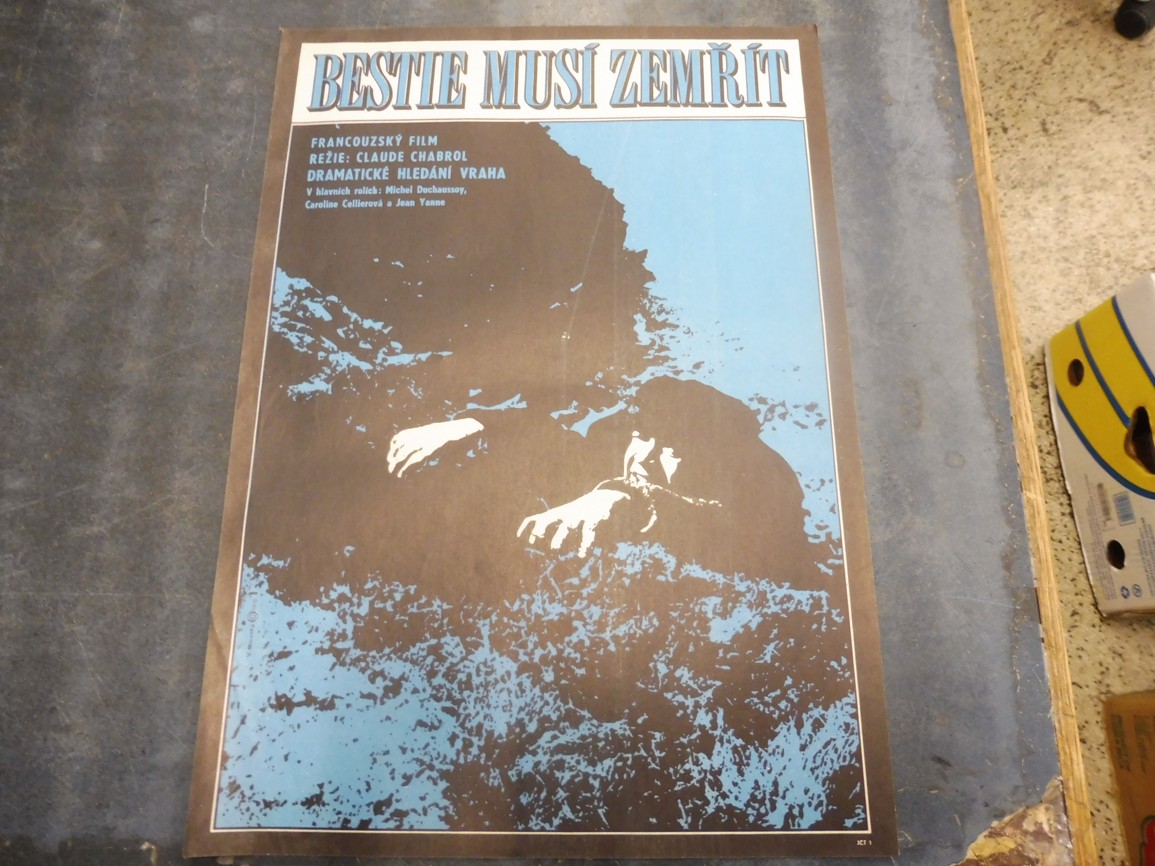 BESTIE MUSÍ ZEMŘÍT
FRANCOUZSKÝ FILM
REŽIE: CLAUDE CHABROL
DRAMATICKÉ HLEDÁNÍ VRAHA
V hlavních rolích: Michel Duchaussoy,
Caroline Cellierová a Jean Yanne